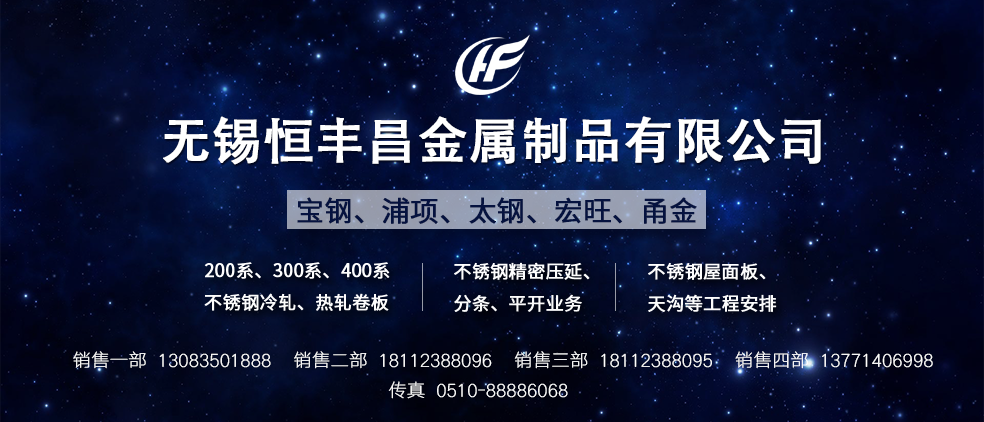 HF
无锡恒丰昌金属制品有限公司
宝钢、浦项、太钢、宏旺、甬金
200系、300系、400系
不锈钢冷轧、热轧卷板
不锈钢精密压延、
分条、平开业务
不锈钢屋面板、
天沟等工程安排
销售一部 13083501888 销售二部 18112388096 销售三部 18112388095 销售四部 13771406998
传真 0510-88886068